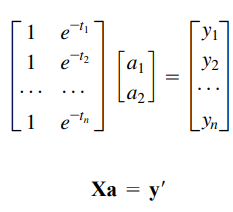 1 e^{-t_1}
1 e^{-t_2} [a_1] y_1
... ... [a_2] = y_2
1 e^{-t_n} ... y_n
Xa = y′